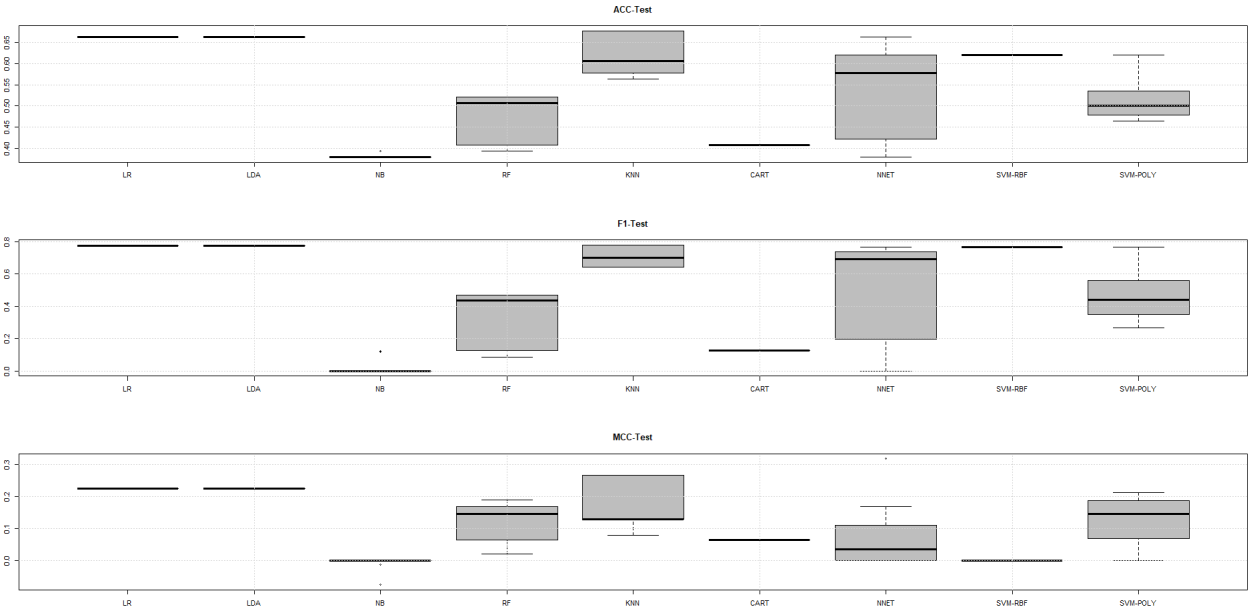 ACC-Test
0.65
0.60
0.55
0.50
0.45
0.40
LR LDA NB RF KNN CART NNET SVM-RBF SVM-POLY
F1-Test
0.8
0.6
0.4
0.2
0.0
LR LDA NB RF KNN CART NNET SVM-RBF SVM-POLY
MCC-Test
0.3
0.2
0.1
0.0
LR LDA NB RF KNN CART NNET SVM-RBF SVM-POLY